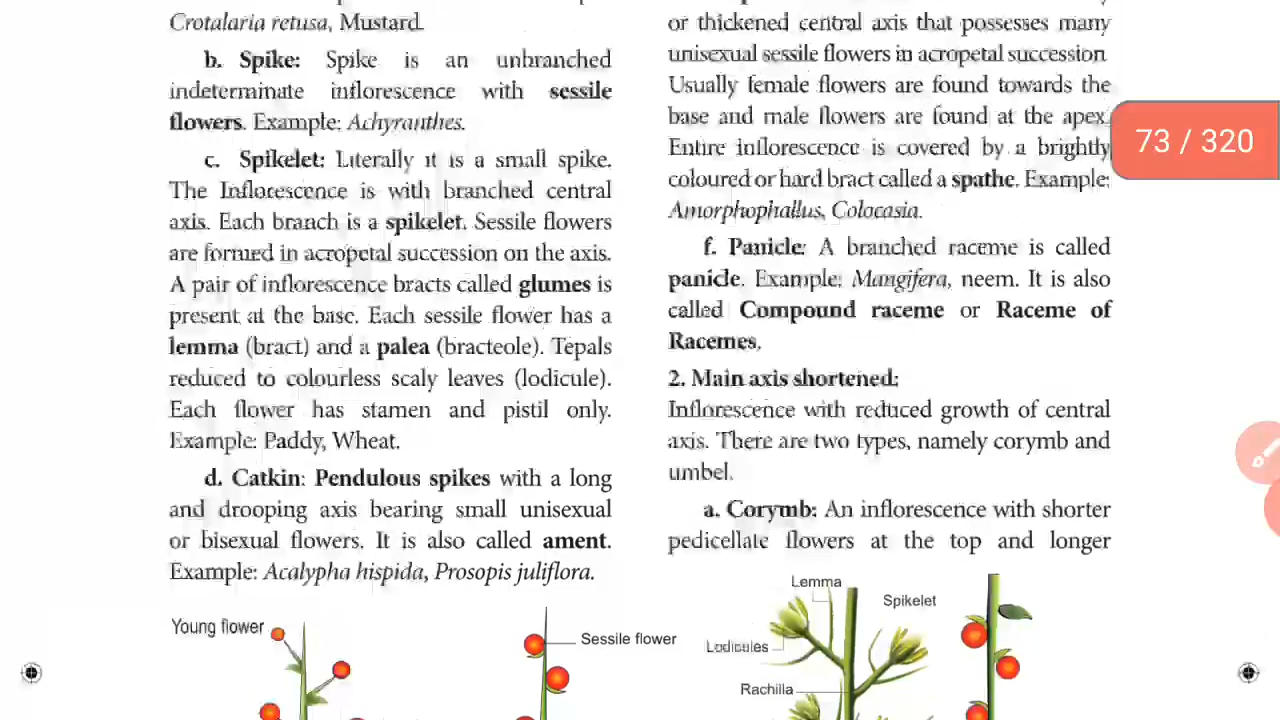 Crotalaria retusa, Mustard.
b. Spike: Spike is an unbranched
indeterminate inflorescence with sessile
flowers. Example: Achyranthes.
c. Spikelet: Literally it is a small spike.
The Inflorescence is with branched central
axis. Each branch is a spikelet. Sessile flowers
are formed in acropetal succession on the axis.
A pair of inflorescence bracts called glumes is
present at the base. Each sessile flower has a
lemma (bract) and a palea (bracteole). Tepals
reduced to colourless scaly leaves (lodicule).
Each flower has stamen and pistil only.
Example: Paddy, Wheat.
d. Catkin: Pendulous spikes with a long
and drooping axis bearing small unisexual
or bisexual flowers. It is also called ament.
Example: Acalypha hispida, Prosopis juliflora.
or thickened central axis that possesses many
unisexual sessile flowers in acropetal succession.
Usually female flowers are found towards the
base and male flowers are found at the apex.
Entire inflorescence is covered by a brightly
coloured or hard bract called a spathe. Example:
Amorphophallus, Colocasia.
f. Panicle: A branched raceme is called
panicle. Example: Mangifera, neem. It is also
called Compound raceme or Raceme of
Racemes.
2. Main axis shortened:
Inflorescence with reduced growth of central
axis. There are two types, namely corymb and
umbel.
a. Corymb: An inflorescence with shorter
pedicellate flowers at the top and longer
73 / 320
Young flower
Sessile flower
Lemma
Spikelet
Lodicules
Rachilla